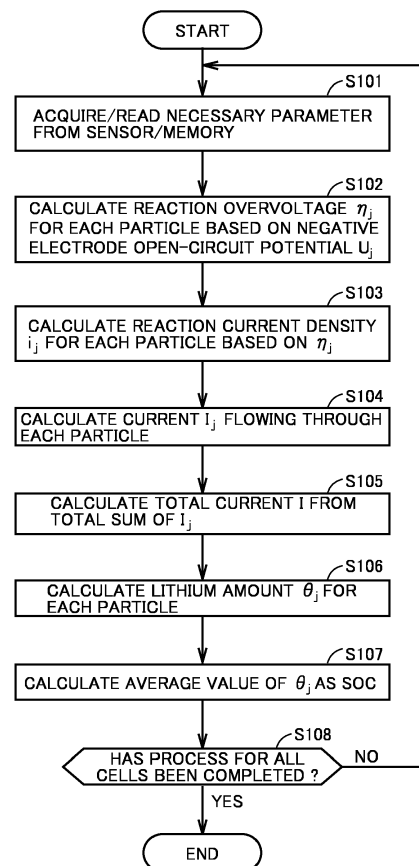 START
S101
ACQUIRE/READ NECESSARY PARAMETER
FROM SENSOR/MEMORY
S102
CALCULATE REACTION OVERVOLTAGE ηj
FOR EACH PARTICLE BASED ON NEGATIVE
ELECTRODE OPEN-CIRCUIT POTENTIAL Uj
S103
CALCULATE REACTION CURRENT DENSITY
ij FOR EACH PARTICLE BASED ON ηj
S104
CALCULATE CURRENT Ij FLOWING THROUGH
EACH PARTICLE
S105
CALCULATE TOTAL CURRENT I FROM
TOTAL SUM OF Ij
S106
CALCULATE LITHIUM AMOUNT θj FOR
EACH PARTICLE
S107
CALCULATE AVERAGE VALUE OF θj AS SOC
S108
HAS PROCESS FOR ALL
CELLS BEEN COMPLETED ?
NO
YES
END